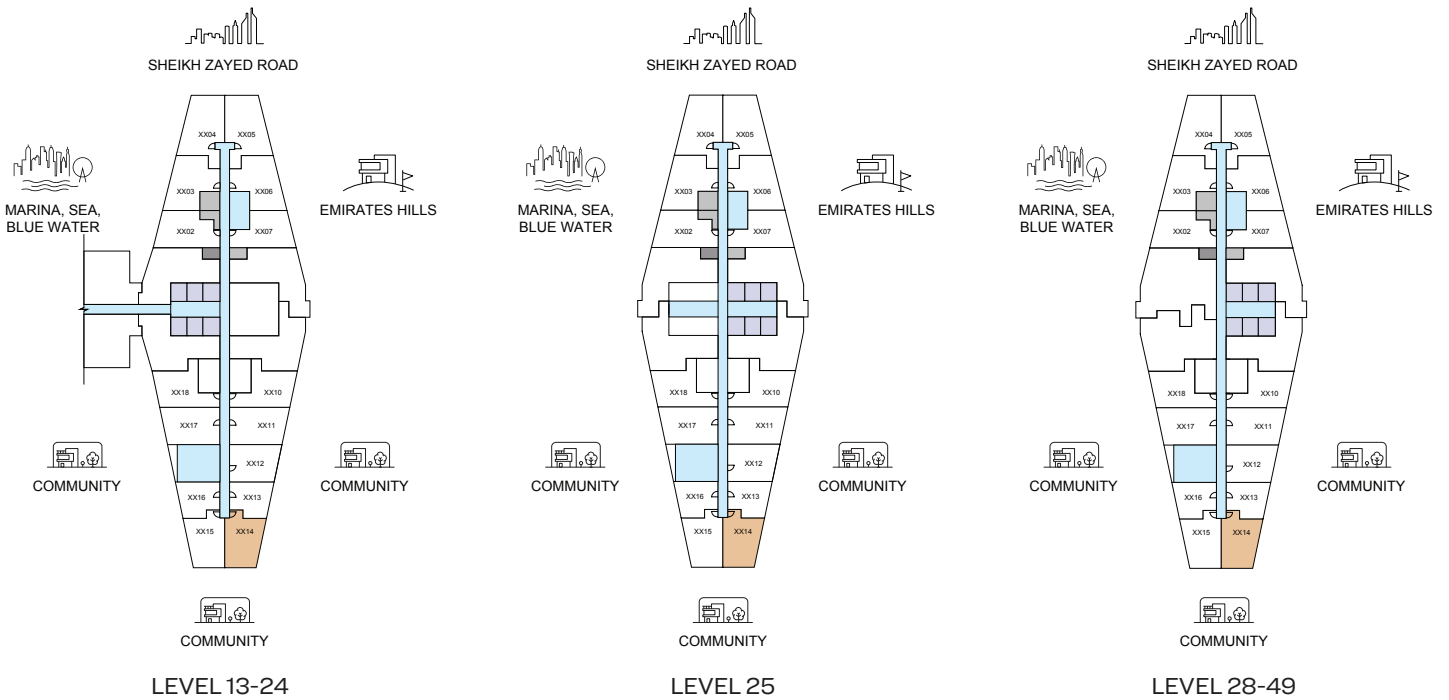 SHEIKH ZAYED ROAD
XX04 XX05
MARINA, SEA,
BLUE WATER
EMIRATES HILLS
XX03 XX06
XX02 XX07
XX18 XX10
XX17 XX11
XX12
COMMUNITY
COMMUNITY
XX16 XX13
XX15 XX14
COMMUNITY
LEVEL 13-24
SHEIKH ZAYED ROAD
XX04 XX05
MARINA, SEA,
BLUE WATER
EMIRATES HILLS
XX03 XX06
XX02 XX07
XX18 XX10
XX17 XX11
XX12
COMMUNITY
COMMUNITY
XX16 XX13
XX15 XX14
COMMUNITY
LEVEL 25
SHEIKH ZAYED ROAD
XX04 XX05
MARINA, SEA,
BLUE WATER
EMIRATES HILLS
XX03 XX06
XX02 XX07
XX18 XX10
XX17 XX11
XX12
COMMUNITY
COMMUNITY
XX16 XX13
XX15 XX14
COMMUNITY
LEVEL 28-49